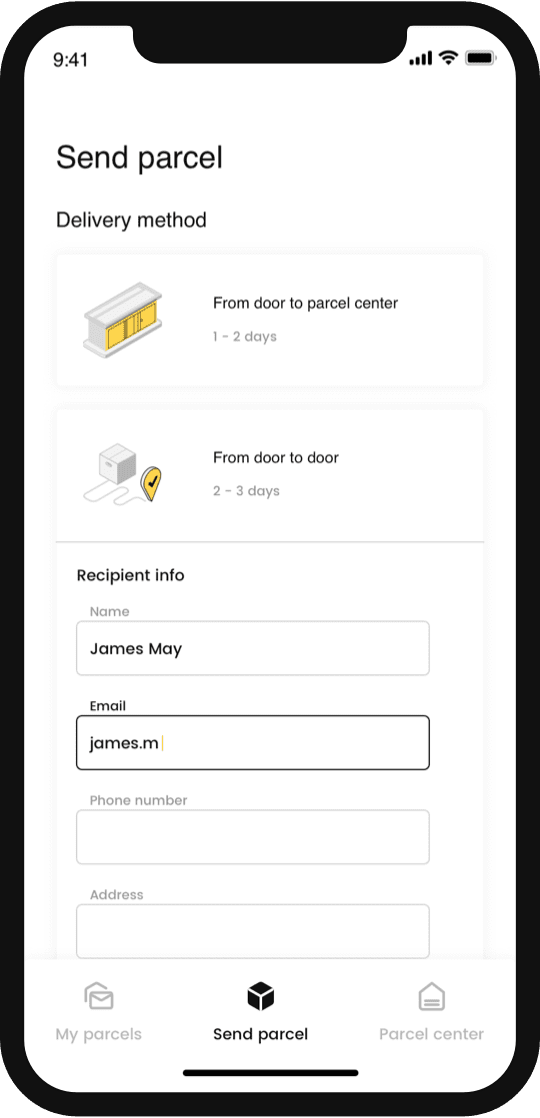 9:41
Send parcel
Delivery method
From door to parcel center
1 - 2 days
From door to door
2 - 3 days
Recipient info
Name
James May
Email
james.m
Phone number
Address
My parcels
Send parcel
Parcel center